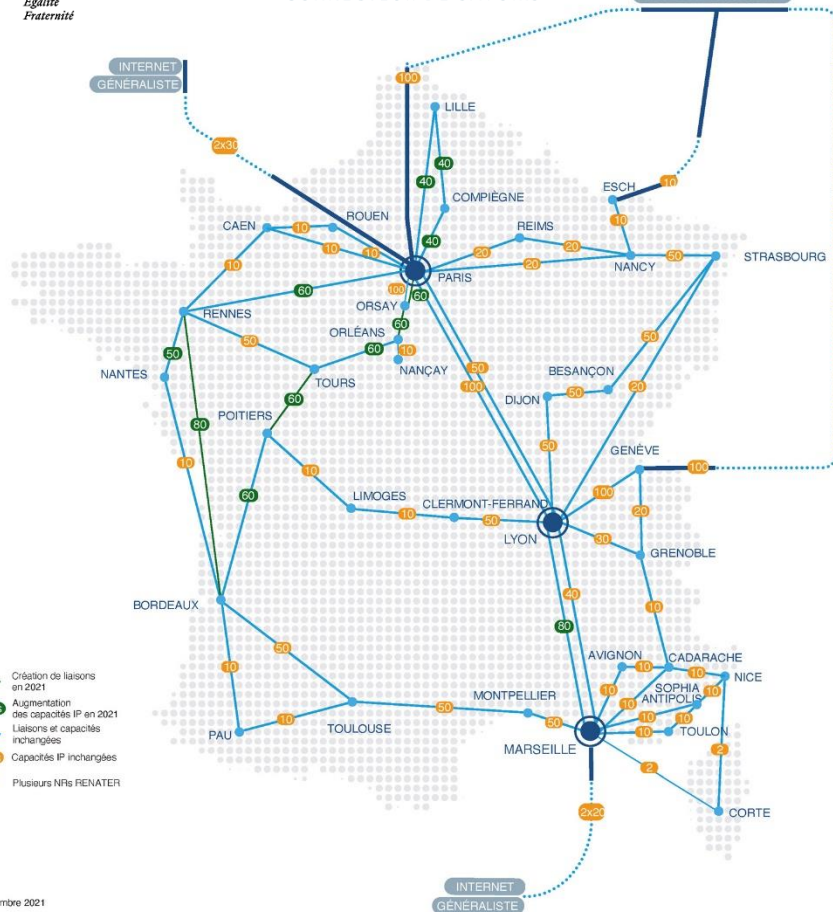 Égalité
Fraternité
INTERNET
GÉNÉRALISTE
100
LILLE
2x30
40
40
10
ESCH
COMPIÈGNE
ROUEN
REIMS
CAEN
10
10
40
10
10
20
20
10
20
50
STRASBOURG
NANCY
PARIS
60
100
60
ORSAY
RENNES
60
ORLÉANS
50
60
10
50
50
NANÇAY
50
100
NANTES
TOURS
BESANÇON
20
60
DIJON
50
POITIERS
80
50
GENÈVE
10
10
100
60
LIMOGES
CLERMONT-FERRAND
100
10
50
20
LYON
30
GRENOBLE
40
10
BORDEAUX
80
50
AVIGNON
CADARACHE
10
10
10
NICE
10
10
SOPHIA
ANTIPOLIS
10
MONTPELLIER
10
10
10
50
50
10
TOULON
PAU
TOULOUSE
MARSEILLE
2
2
CORTE
2x20
Création de liaisons
en 2021
Augmentation
des capacités IP en 2021
Liaisons et capacités
inchangées
Capacités IP inchangées
Plusieurs NRs RENATER
INTERNET
GÉNÉRALISTE
mbre 2021